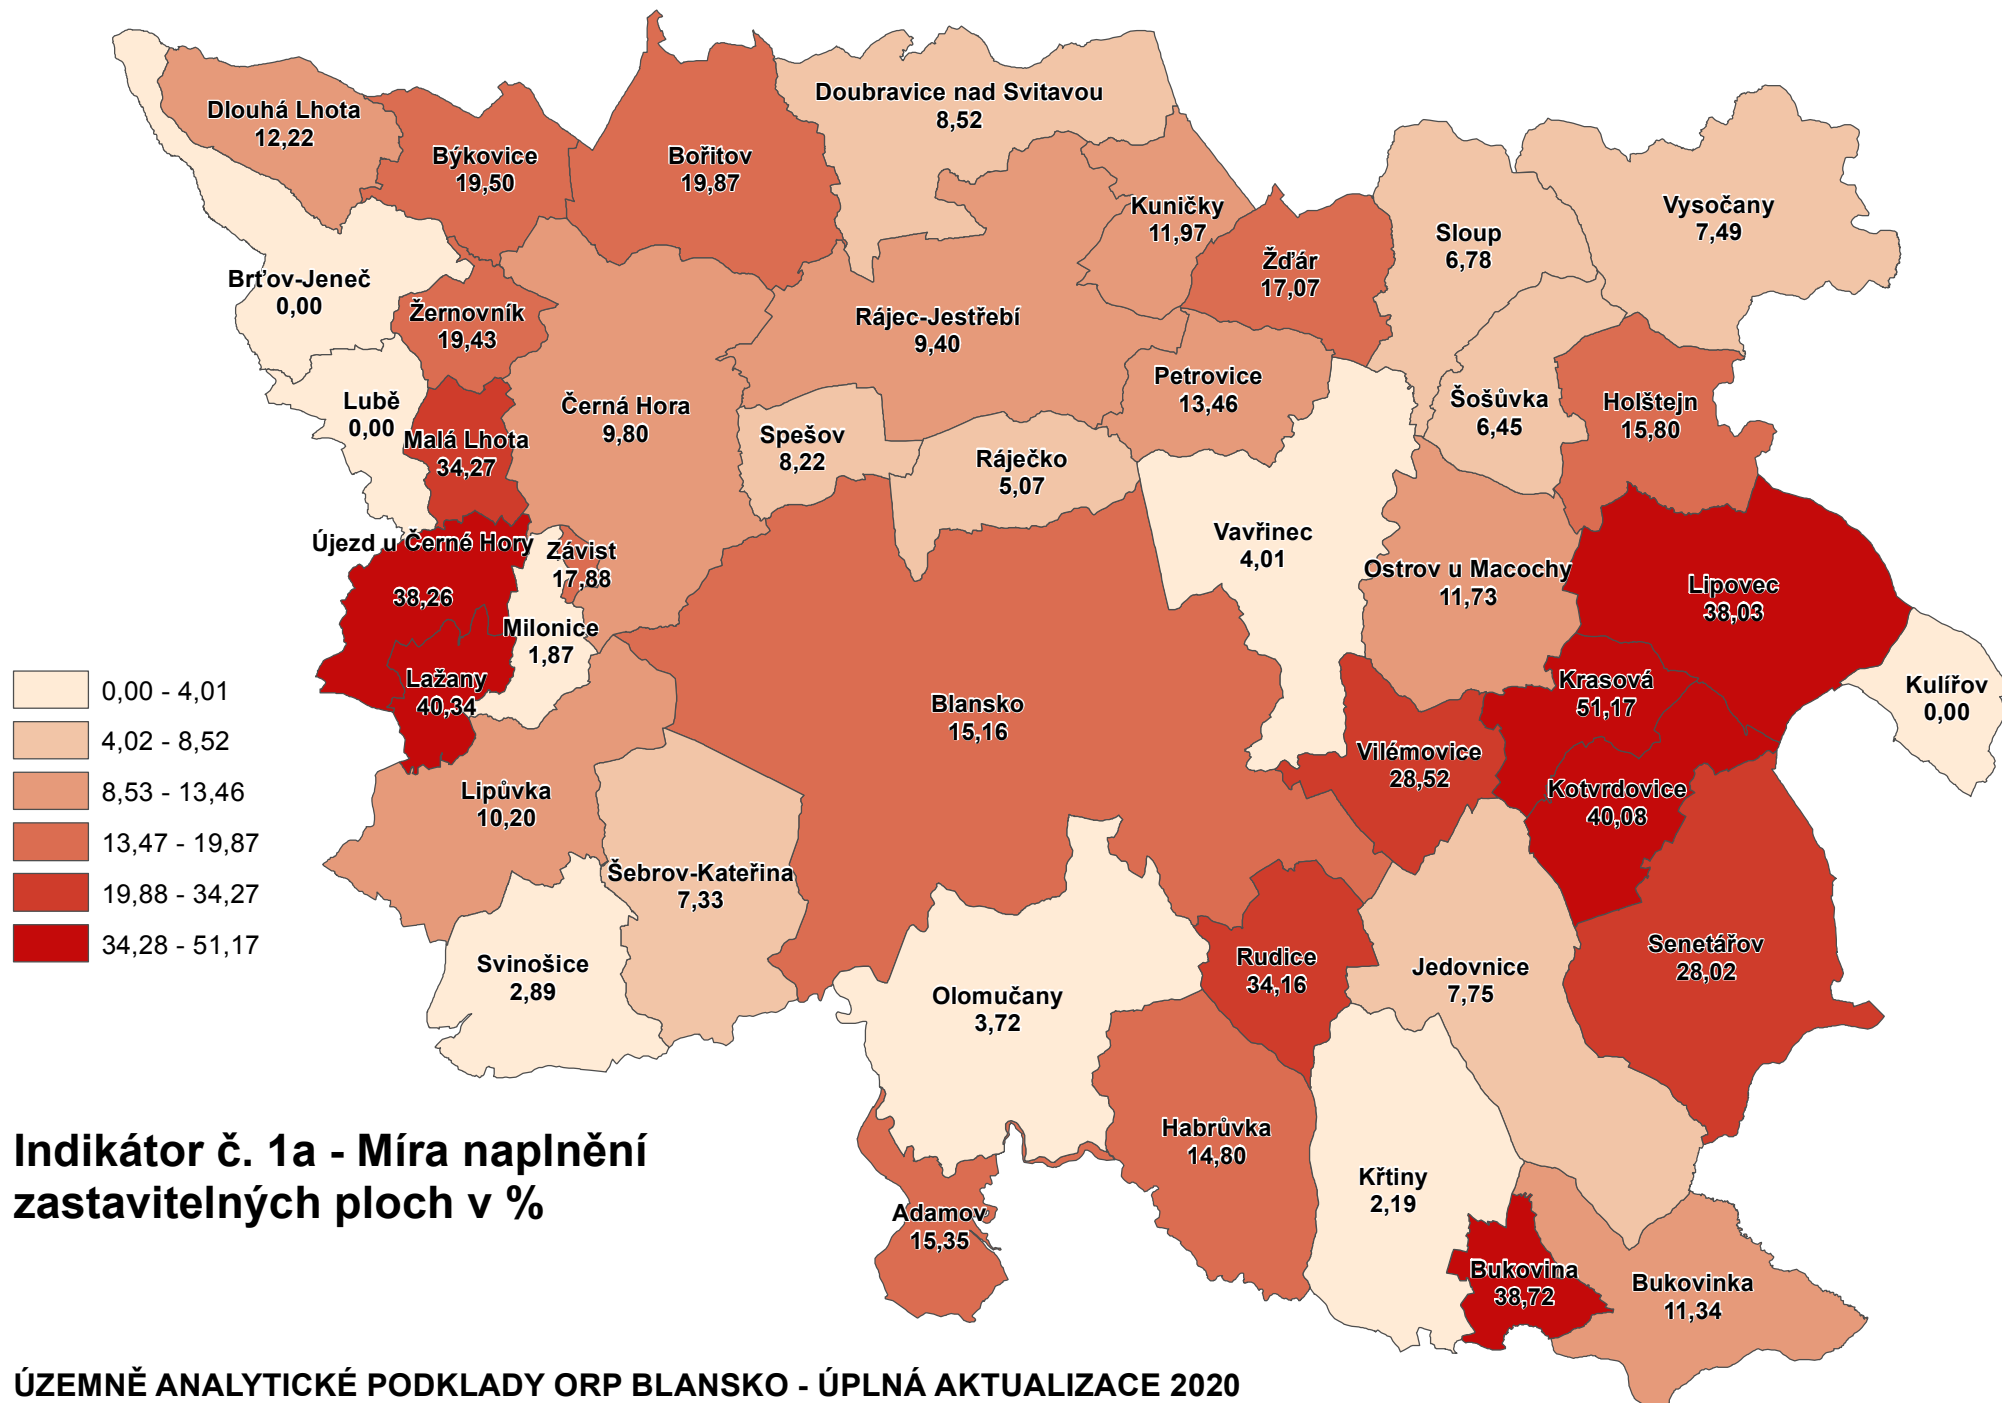 Dlouhá Lhota
12,22
Býkovice
19,50
Bořitov
19,87
Doubravice nad Svitavou
8,52
Kuničky
11,97
Žďár
17,07
Sloup
6,78
Vysočany
7,49
Brťov-Jeneč
0,00
Žernovník
19,43
Rájec-Jestřebí
9,40
Petrovice
13,46
Šošůvka
6,45
Holštejn
15,80
Lubě
0,00
Malá Lhota
34,27
Černá Hora
9,80
Spešov
8,22
Ráječko
5,07
Vavřinec
4,01
Ostrov u Macochy
11,73
Lipovec
38,03
Újezd u Černé Hory
38,26
Závist
17,88
Milonice
1,87
Lažany
40,34
Blansko
15,16
Krasová
51,17
Kulířov
0,00
Vilémovice
28,52
Kotvrdovice
40,08
Lipůvka
10,20
Šebrov-Kateřina
7,33
Svinošice
2,89
Olomučany
3,72
Rudice
34,16
Jedovnice
7,75
Senetářov
28,02
Habrůvka
14,80
Křtiny
2,19
Adamov
15,35
Bukovina
38,72
Bukovinka
11,34
0,00 - 4,01
4,02 - 8,52
8,53 - 13,46
13,47 - 19,87
19,88 - 34,27
34,28 - 51,17
Indikátor č. 1a - Míra naplnění
zastavitelných ploch v %
ÚZEMNĚ ANALYTICKÉ PODKLADY ORP BLANSKO - ÚPLNÁ AKTUALIZACE 2020